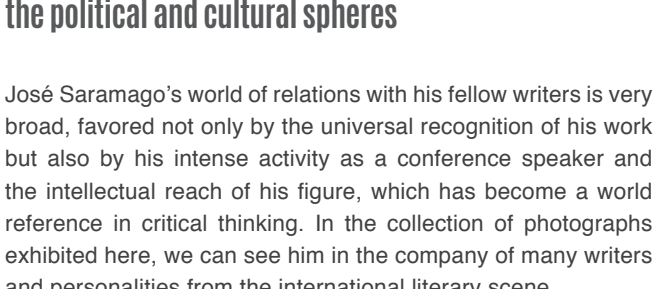 the political and cultural spheres
José Saramago’s world of relations with his fellow writers is very
broad, favored not only by the universal recognition of his work
but also by his intense activity as a conference speaker and
the intellectual reach of his figure, which has become a world
reference in critical thinking. In the collection of photographs
exhibited here, we can see him in the company of many writers
and personalities from the international literary scene